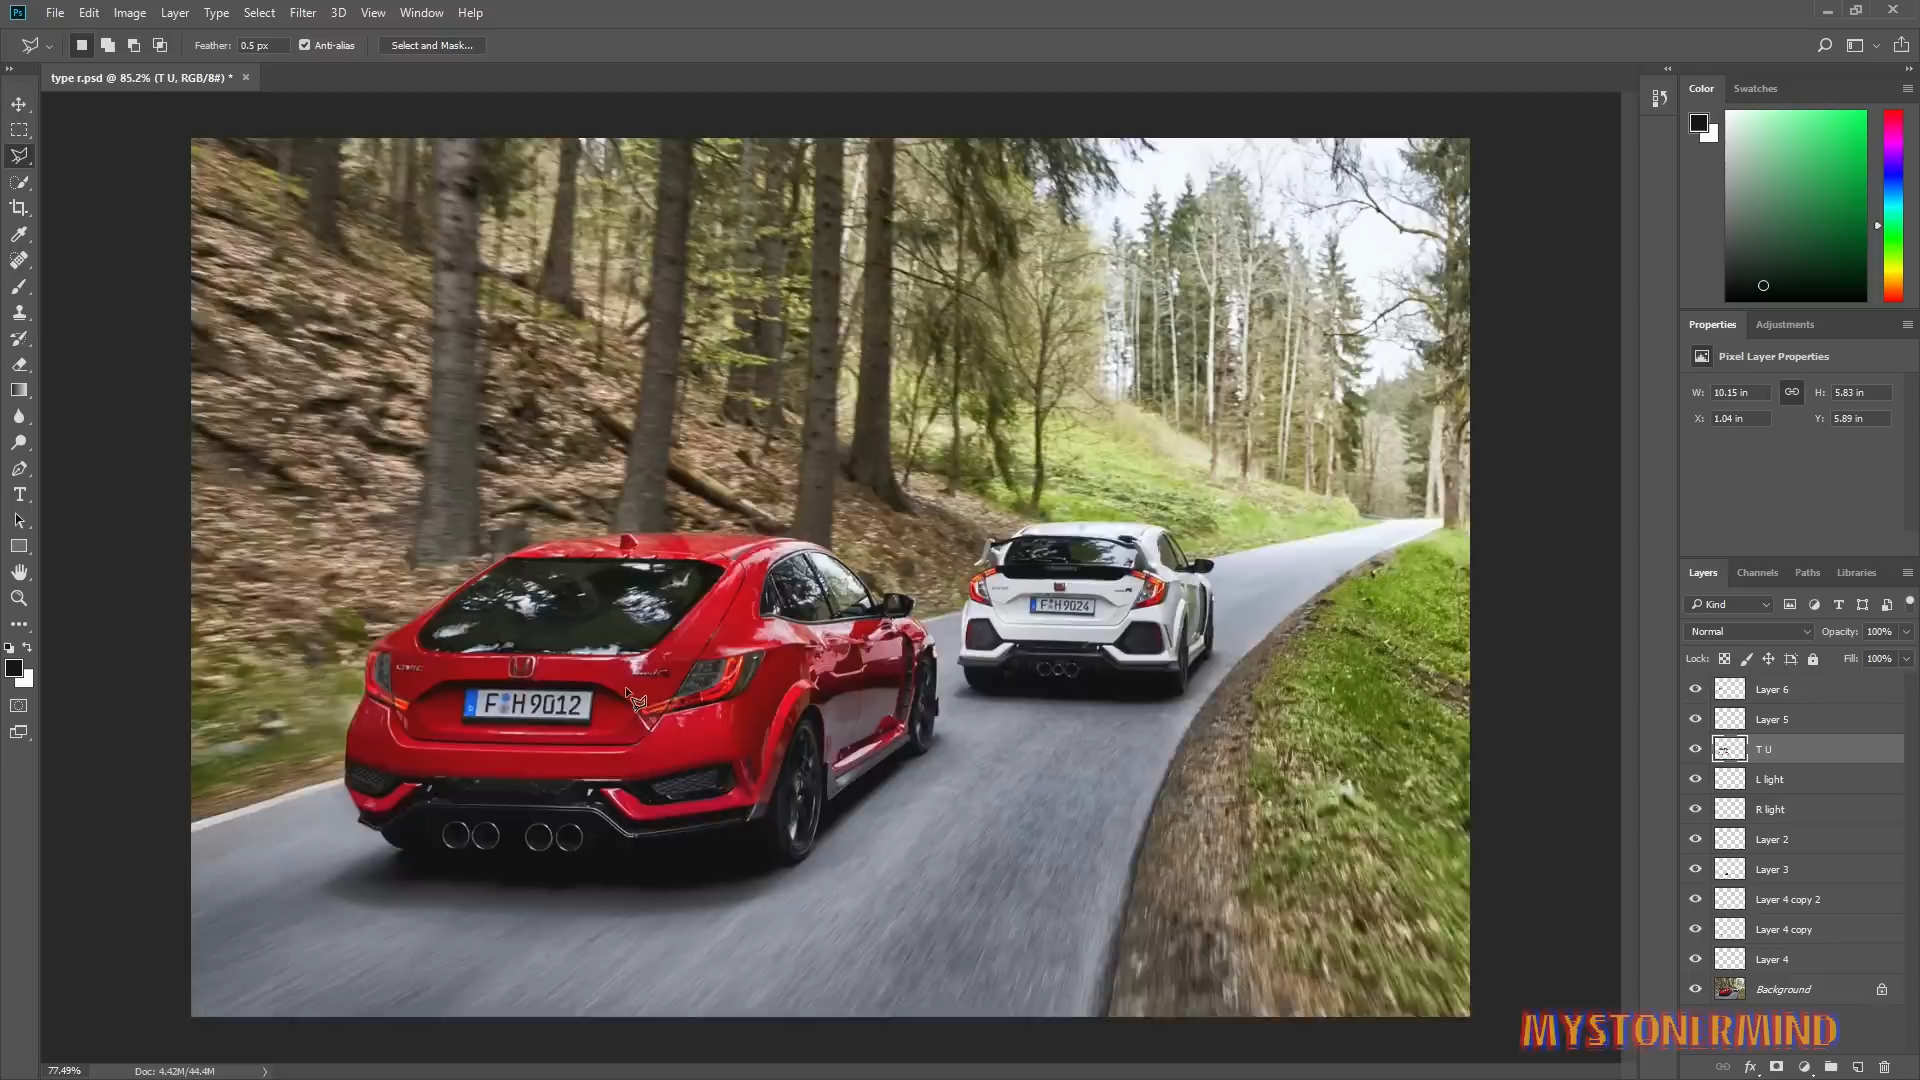 Ps File Edit Image Layer Type Select Filter 3D View Window Help
Feather: 0.5 px Anti-alias Select and Mask...
type r.psd @ 85.2% (T U, RGB/8#) * ×
Color Swatches
Properties Adjustments
Pixel Layer Properties
W: 10.15 in H: 5.83 in
X: 1.04 in Y: 5.89 in
Layers Channels Paths Libraries
Kind
Normal Opacity: 100%
Lock: Fill: 100%
Layer 6
Layer 5
T U
L light
R light
Layer 2
Layer 3
Layer 4 copy 2
Layer 4 copy
Layer 4
Background
CIVIC
F H 9012
F H 9024
MYSTONERMIND
77.49% Doc: 4.42M/44.4M